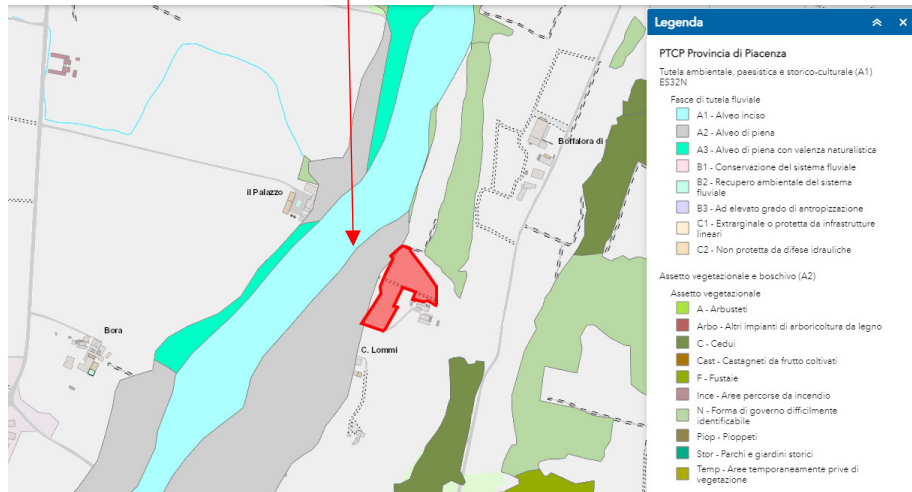 Legenda
PTCP Provincia di Piacenza
Tutela ambientale, paesistica e storico-culturale (A1)
ES32N
Fasce di tutela fluviale
A1 - Alveo inciso
A2 - Alveo di piena
A3 - Alveo di piena con valenza naturalistica
B1 - Conservazione del sistema fluviale
B2 - Recupero ambientale del sistema
fluviale
B3 - Ad elevato grado di antropizzazione
C1 - Extrarginale o protetta da infrastrutture
lineari
C2 - Non protetta da difese idrauliche
Assetto vegetazionale e boschivo (A2)
Assetto vegetazionale
A - Arbusteti
Arbo - Altri impianti di arboricoltura da legno
C - Cedui
Cast - Castagneti da frutto coltivati
F - Fustaie
Ince - Aree percorse da incendio
N - Forma di governo difficilmente
identificabile
Piop - Pioppeti
Stor - Parchi e giardini storici
Temp - Aree temporaneamente prive di
vegetazione
Boffalora di
il Palazzo
Bora
C. Lommi